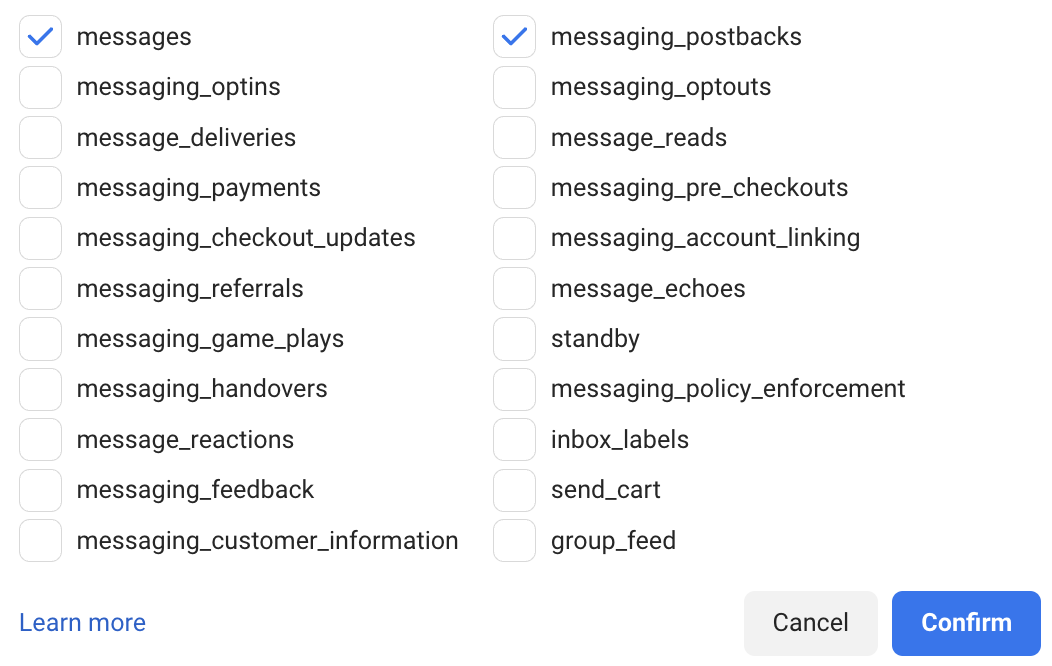 messages messaging_postbacks
messaging_optins messaging_optouts
message_deliveries message_reads
messaging_payments messaging_pre_checkouts
messaging_checkout_updates messaging_account_linking
messaging_referrals message_echoes
messaging_game_plays standby
messaging_handovers messaging_policy_enforcement
message_reactions inbox_labels
messaging_feedback send_cart
messaging_customer_information group_feed
Learn more Cancel Confirm